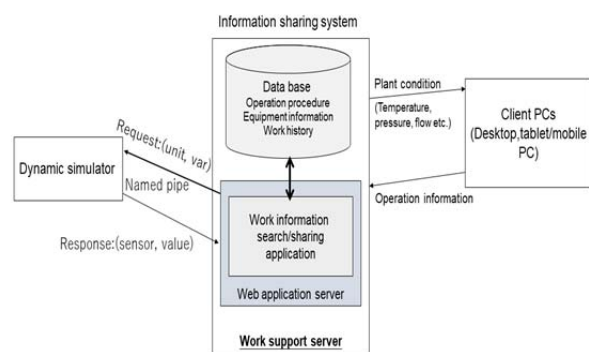 Information sharing system
Data base
Operation procedure
Equipment information
Work history
Plant condition
(Temperature,
pressure, flow etc.)
Client PCs
(Desktop,tablet/mobile
PC)
Operation information
Request:(unit, var)
Dynamic simulator
Named pipe
Response:(sensor, value)
Work information
search/sharing
application
Web application server
Work support server